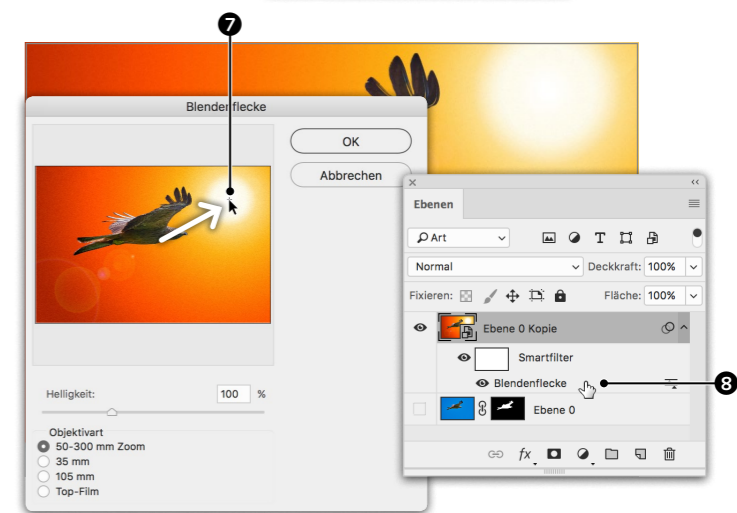 7
Blendenflecke
OK
Abbrechen
Helligkeit: 100 %
Objektivart
50-300 mm Zoom
35 mm
105 mm
Top-Film
Ebenen
Art
Normal Deckkraft: 100%
Fixieren: Fläche: 100%
Ebene 0 Kopie
Smartfilter
Blendenflecke
8
Ebene 0
fx